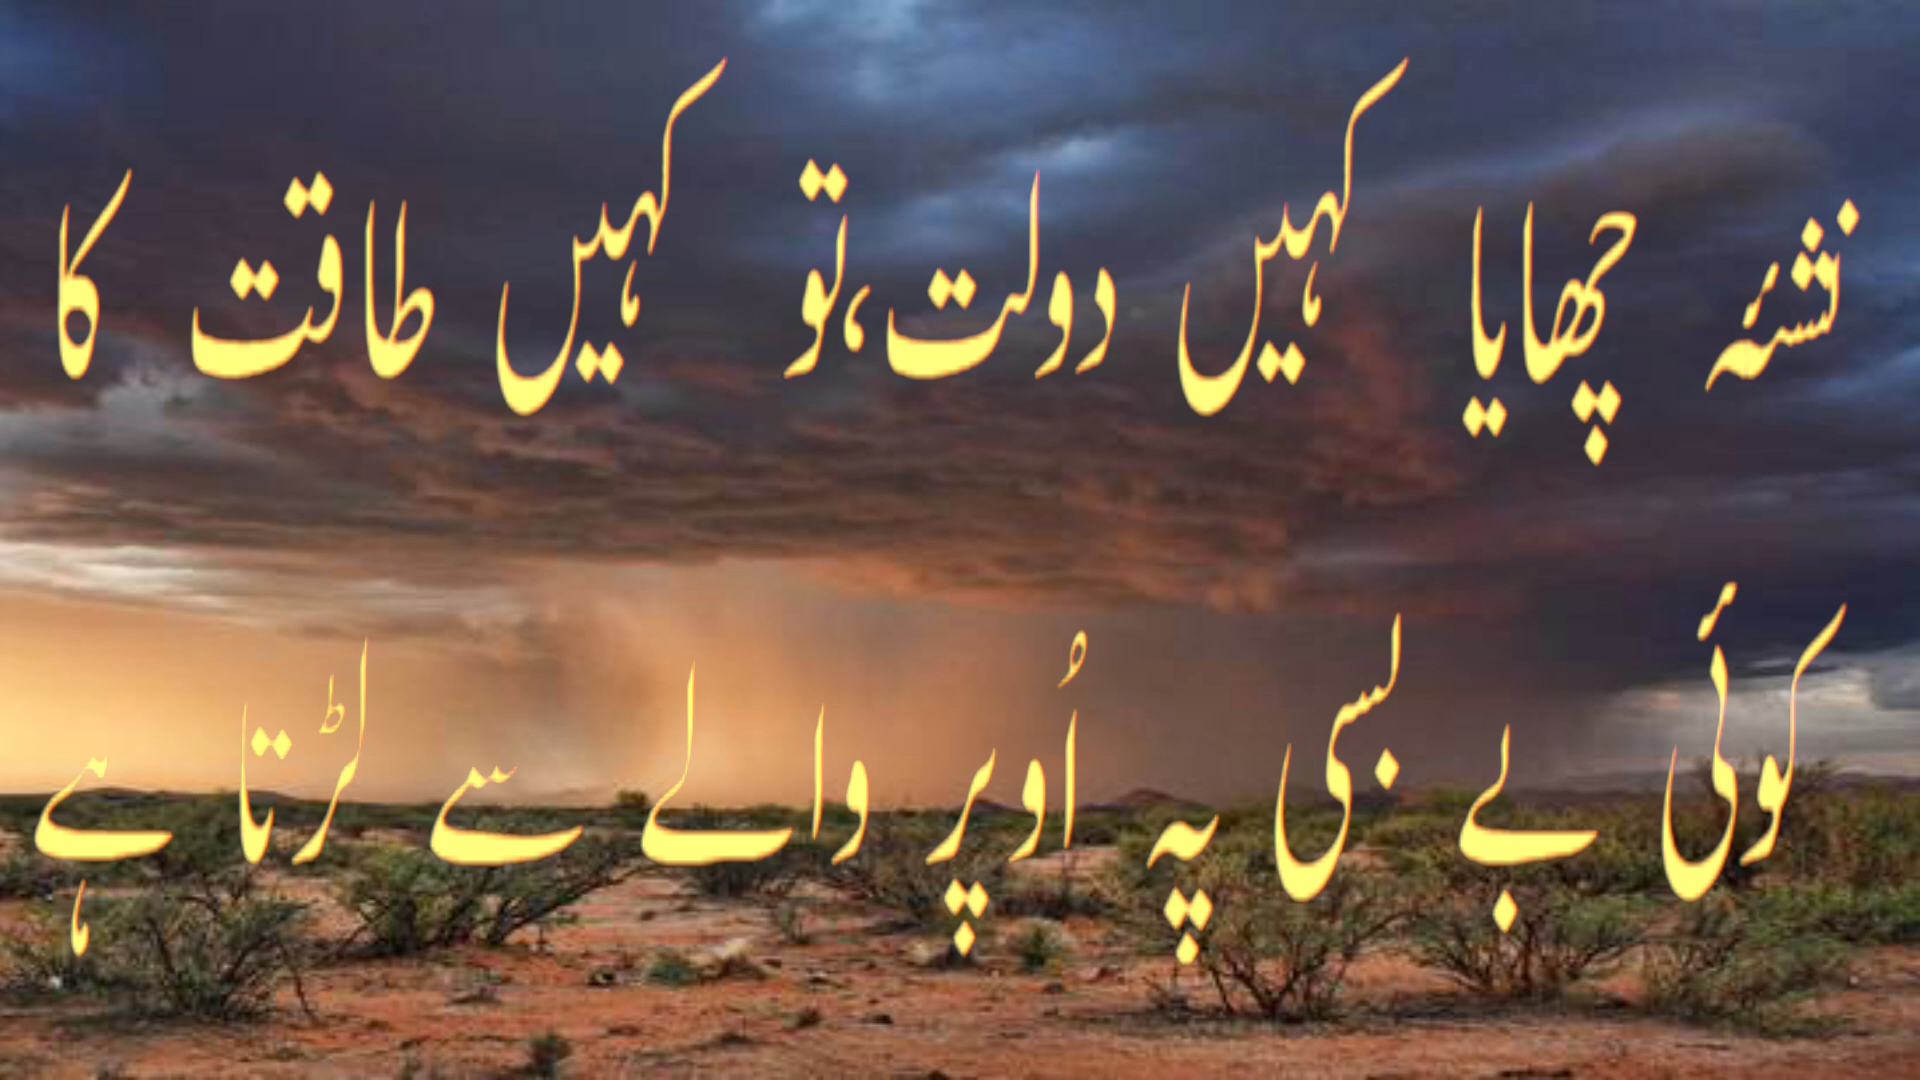 نشئہ چھایا کہیں دولت،تو کہیں طاقت کا
کوئی بے بسی پہ اُوپر والے سے لڑتا ہے